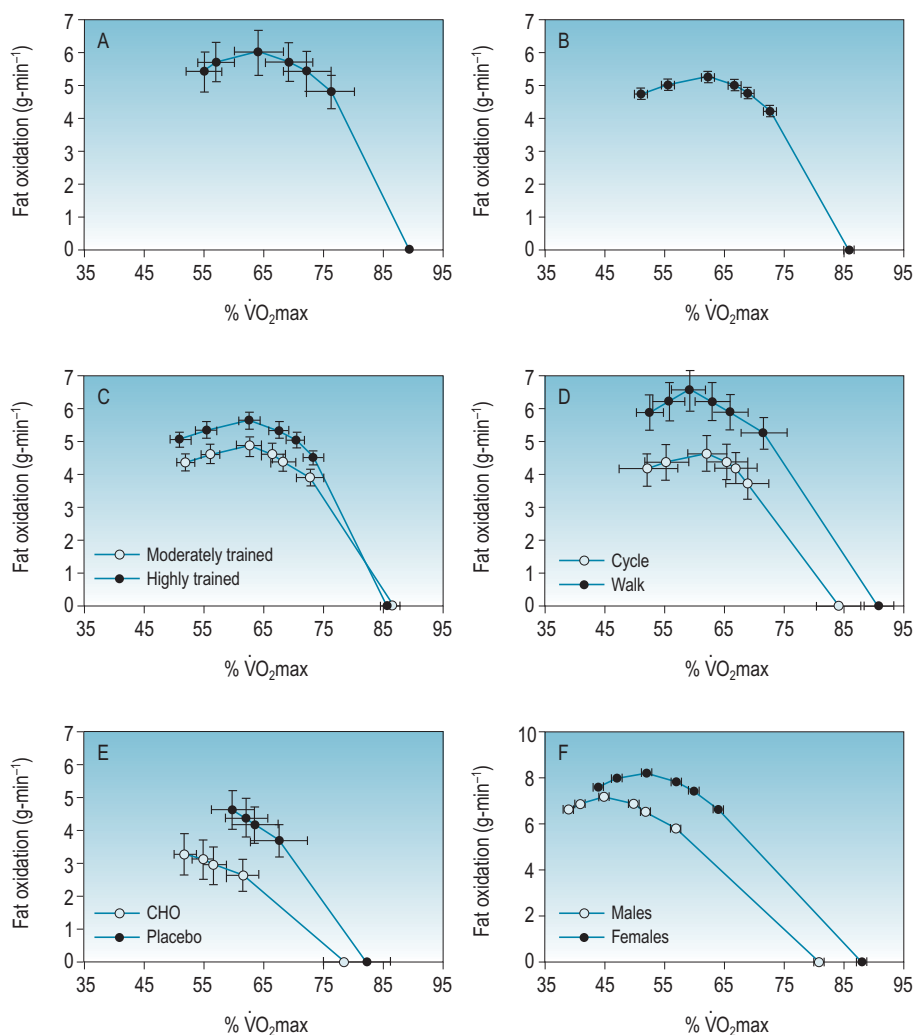 A
Fat oxidation (g-min⁻¹)
7
6
5
4
3
2
1
0
35 45 55 65 75 85 95
% V̇O₂max
B
Fat oxidation (g-min⁻¹)
7
6
5
4
3
2
1
0
35 45 55 65 75 85 95
% V̇O₂max
C
Fat oxidation (g-min⁻¹)
7
6
5
4
3
2
1
0
Moderately trained
Highly trained
35 45 55 65 75 85 95
% V̇O₂max
D
Fat oxidation (g-min⁻¹)
7
6
5
4
3
2
1
0
Cycle
Walk
35 45 55 65 75 85 95
% V̇O₂max
E
Fat oxidation (g-min⁻¹)
7
6
5
4
3
2
1
0
CHO
Placebo
35 45 55 65 75 85 95
% V̇O₂max
F
Fat oxidation (g-min⁻¹)
10
8
6
4
2
0
Males
Females
35 45 55 65 75 85 95
% V̇O₂max